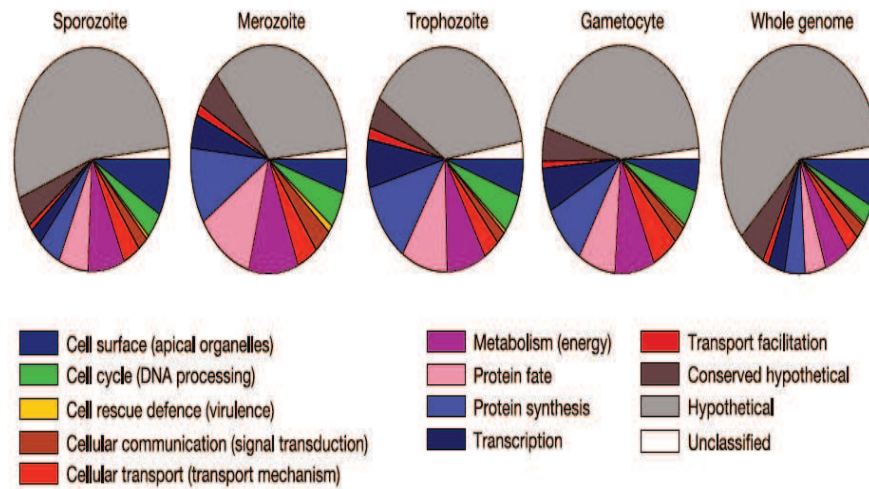 Sporozoite
Merozoite
Trophozoite
Gametocyte
Whole genome
Cell surface (apical organelles)
Cell cycle (DNA processing)
Cell rescue defence (virulence)
Cellular communication (signal transduction)
Cellular transport (transport mechanism)
Metabolism (energy)
Protein fate
Protein synthesis
Transcription
Transport facilitation
Conserved hypothetical
Hypothetical
Unclassified